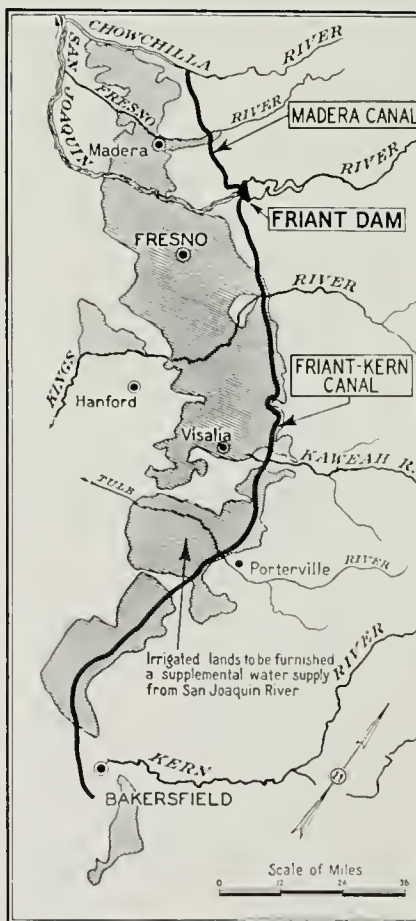 CHOWCHILLA
RIVER
SAN JOAQUIN
FRESNO
RIVER
Madera
MADERA CANAL
RIVER
FRIANT DAM
FRESNO
RIVER
FRIANT-KERN
CANAL
KINGS
Hanford
Visalia
KAWEAH R.
TULE
Porterville
RIVER
Irrigated lands to be furnished
a supplemental water supply
from San Joaquin River
RIVER
KERN
BAKERSFIELD
Scale of Miles
0 12 24 36